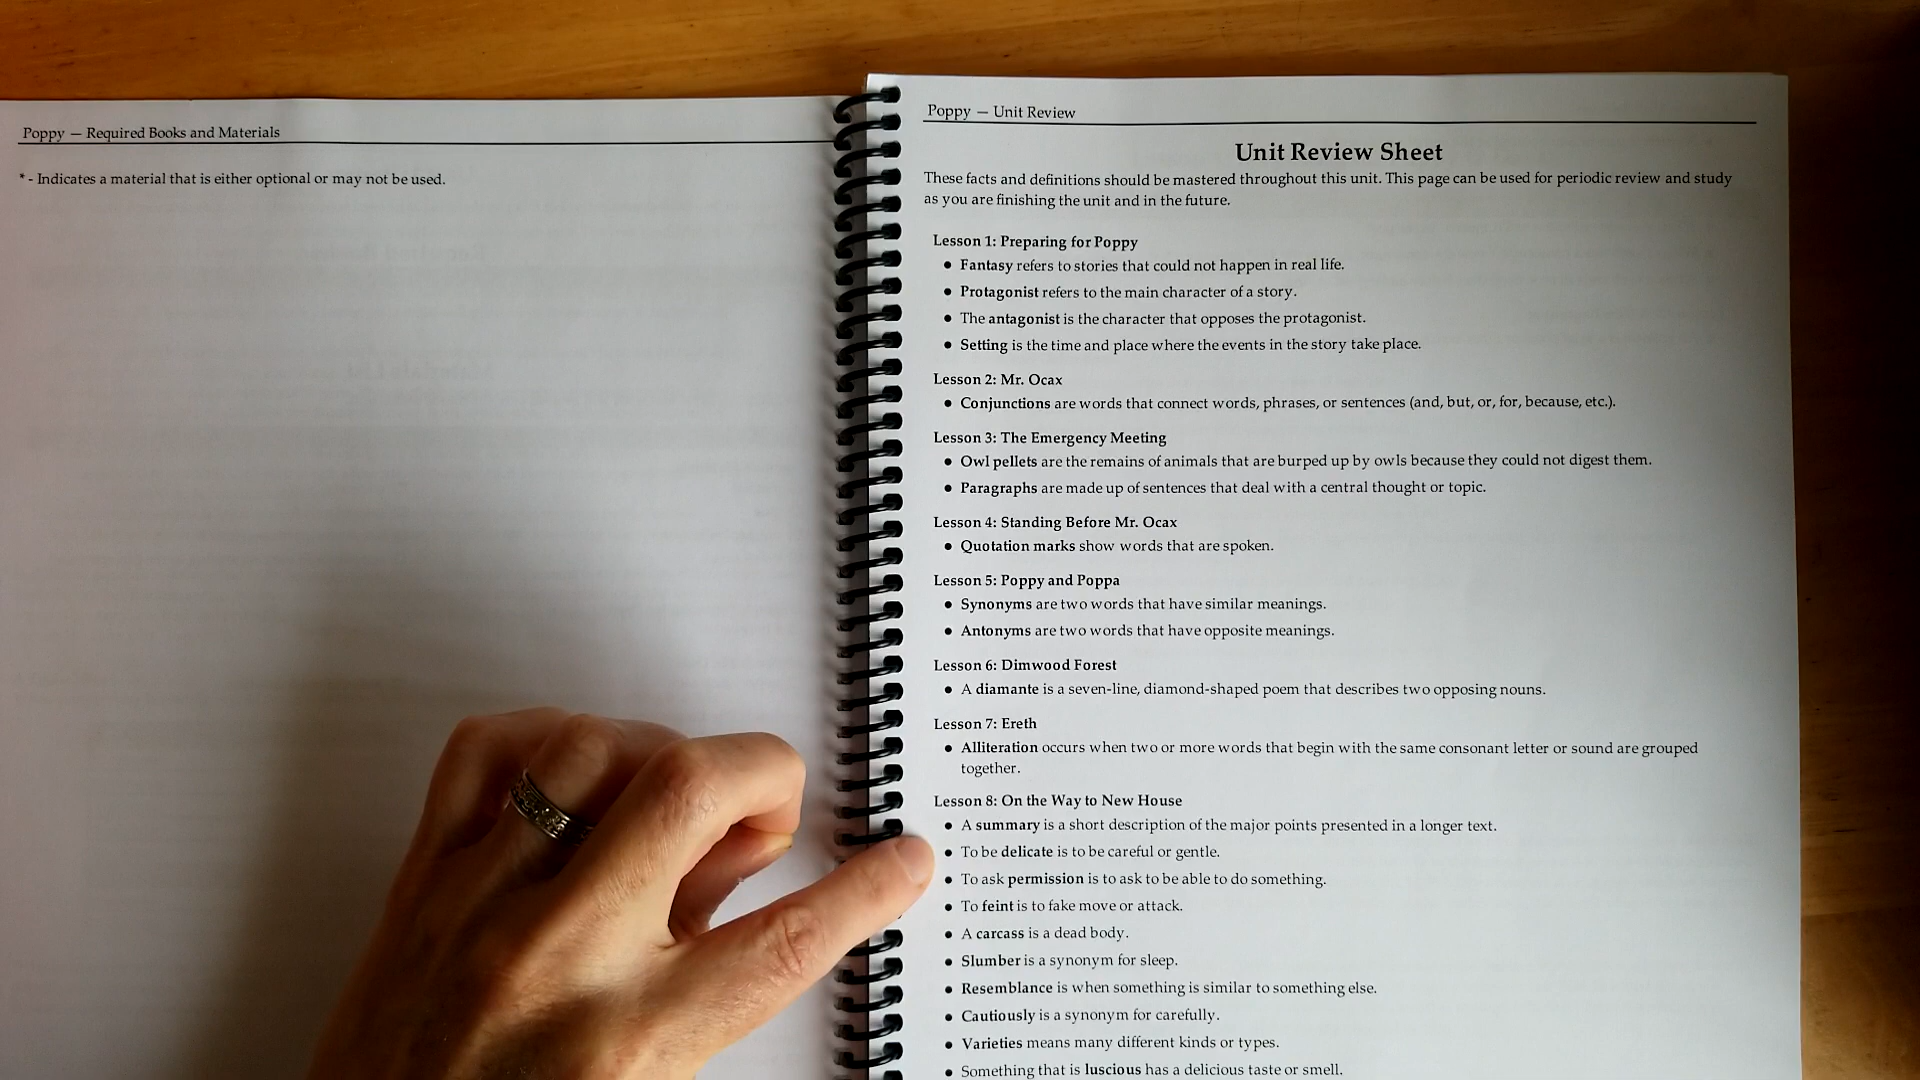 Poppy — Required Books and Materials
* - Indicates a material that is either optional or may not be used.
Poppy — Unit Review
Unit Review Sheet
These facts and definitions should be mastered throughout this unit. This page can be used for periodic review and study
as you are finishing the unit and in the future.
Lesson 1: Preparing for Poppy
● Fantasy refers to stories that could not happen in real life.
● Protagonist refers to the main character of a story.
● The antagonist is the character that opposes the protagonist.
● Setting is the time and place where the events in the story take place.
Lesson 2: Mr. Ocax
● Conjunctions are words that connect words, phrases, or sentences (and, but, or, for, because, etc.).
Lesson 3: The Emergency Meeting
● Owl pellets are the remains of animals that are burped up by owls because they could not digest them.
● Paragraphs are made up of sentences that deal with a central thought or topic.
Lesson 4: Standing Before Mr. Ocax
● Quotation marks show words that are spoken.
Lesson 5: Poppy and Poppa
● Synonyms are two words that have similar meanings.
● Antonyms are two words that have opposite meanings.
Lesson 6: Dimwood Forest
● A diamante is a seven-line, diamond-shaped poem that describes two opposing nouns.
Lesson 7: Ereth
● Alliteration occurs when two or more words that begin with the same consonant letter or sound are grouped
together.
Lesson 8: On the Way to New House
● A summary is a short description of the major points presented in a longer text.
● To be delicate is to be careful or gentle.
● To ask permission is to ask to be able to do something.
● To feint is to fake move or attack.
● A carcass is a dead body.
● Slumber is a synonym for sleep.
● Resemblance is when something is similar to something else.
● Cautiously is a synonym for carefully.
● Varieties means many different kinds or types.
● Something that is luscious has a delicious taste or smell.